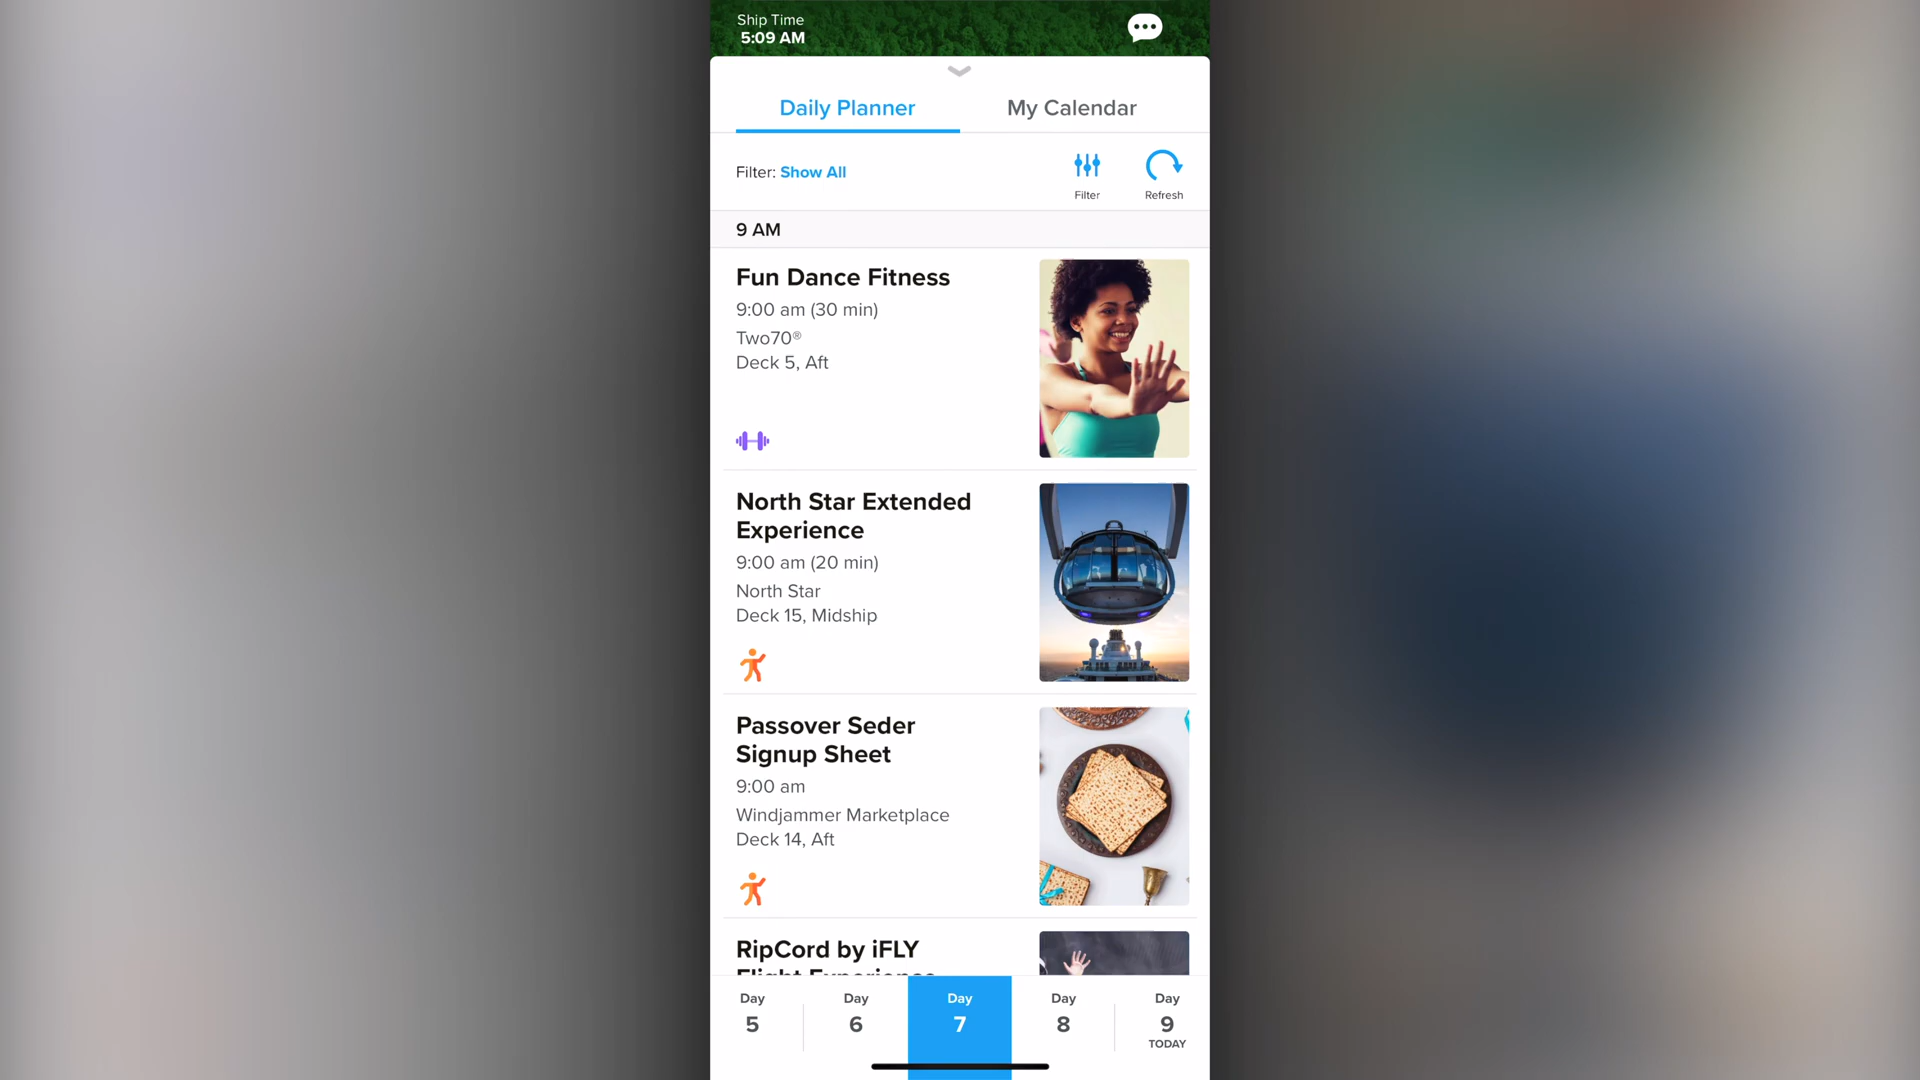 Ship Time
5:09 AM
Daily Planner
My Calendar
Filter: Show All
Filter
Refresh
9 AM
Fun Dance Fitness
9:00 am (30 min)
Two70®
Deck 5, Aft
North Star Extended
Experience
9:00 am (20 min)
North Star
Deck 15, Midship
Passover Seder
Signup Sheet
9:00 am
Windjammer Marketplace
Deck 14, Aft
RipCord by iFLY
Flight Experience
Day
5
Day
6
Day
7
Day
8
Day
9
TODAY